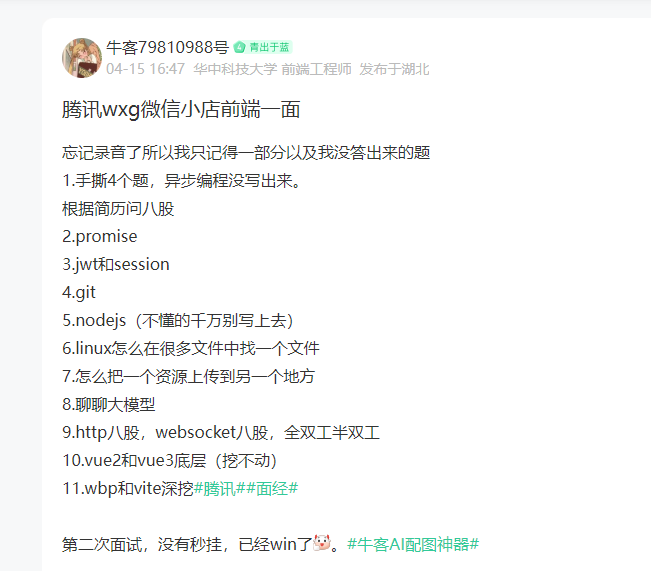 牛客79810988号 青出于蓝
04-15 16:47 华中科技大学 前端工程师 发布于湖北
腾讯wxg微信小店前端一面
忘记录音了所以我只记得一部分以及我没答出来的题
1.手撕4个题，异步编程没写出来。
根据简历问八股
2.promise
3.jwt和session
4.git
5.nodejs（不懂的千万别写上去）
6.linux怎么在很多文件中找一个文件
7.怎么把一个资源上传到另一个地方
8.聊聊大模型
9.http八股，websocket八股，全双工半双工
10.vue2和vue3底层（挖不动）
11.wbp和vite深挖#腾讯##面经#
第二次面试，没有秒挂，已经win了。#牛客AI配图神器#